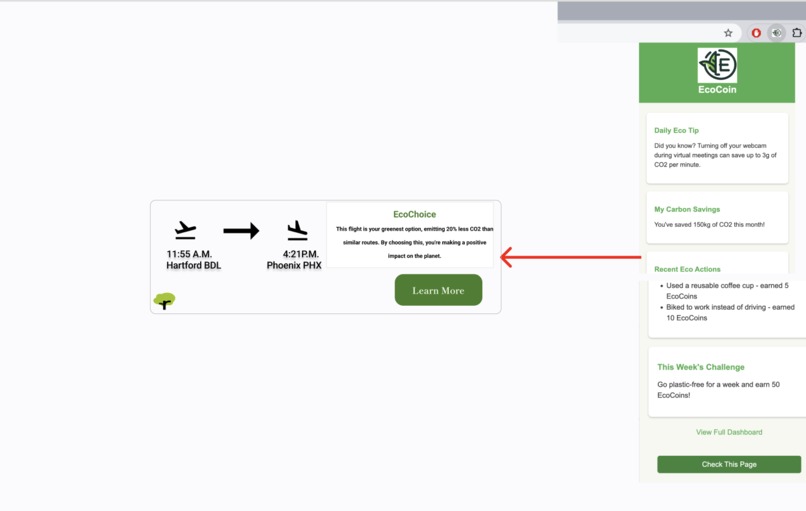 E
EcoCoin
Daily Eco Tip
Did you know? Turning off your webcam
during virtual meetings can save up to 3g of
CO2 per minute.
My Carbon Savings
You've saved 150kg of CO2 this month!
Recent Eco Actions
• Used a reusable coffee cup - earned 5
EcoCoins
• Biked to work instead of driving - earned
10 EcoCoins
This Week's Challenge
Go plastic-free for a week and earn 50
EcoCoins!
View Full Dashboard
Check This Page
11:55 A.M.
Hartford BDL
4:21P.M.
Phoenix PHX
EcoChoice
This flight is your greenest option, emitting 20% less CO2 than
similar routes. By choosing this, you're making a positive
impact on the planet.
Learn More